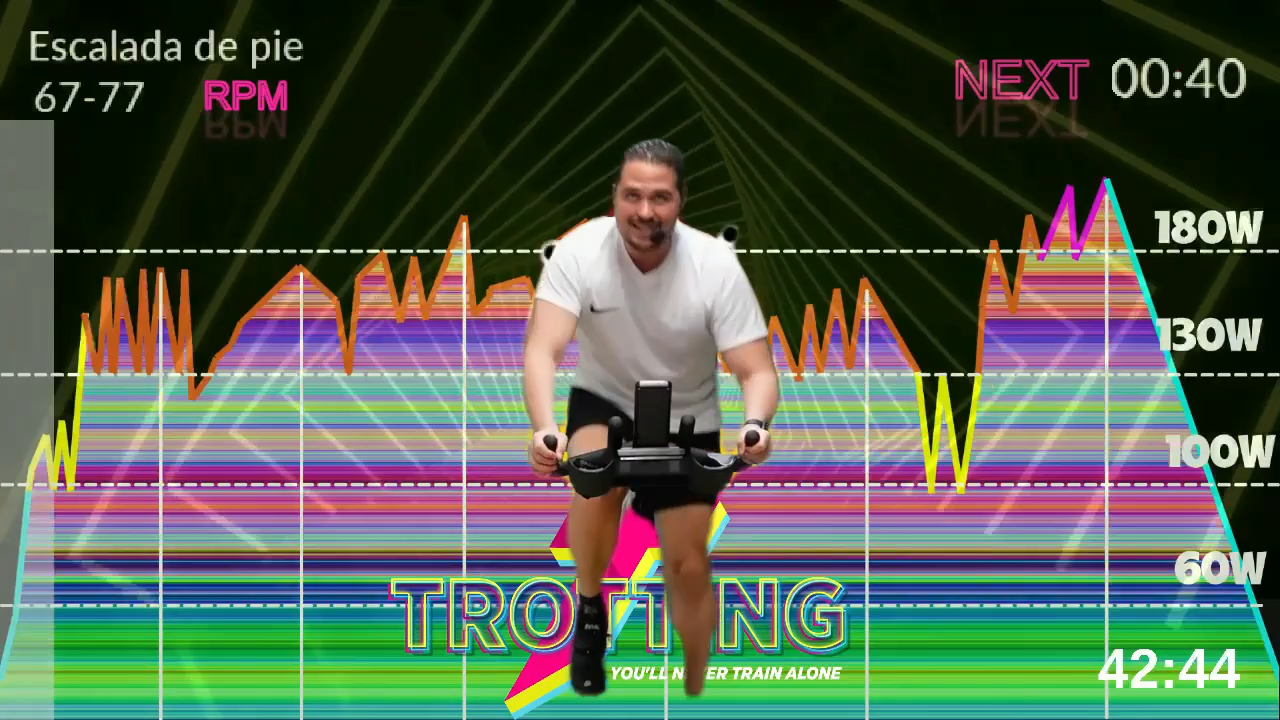 Escalada de pie
67-77 RPM
NEXT 00:40
180W
130W
100W
60W
TROTTING
YOU'LL NEVER TRAIN ALONE
42:44